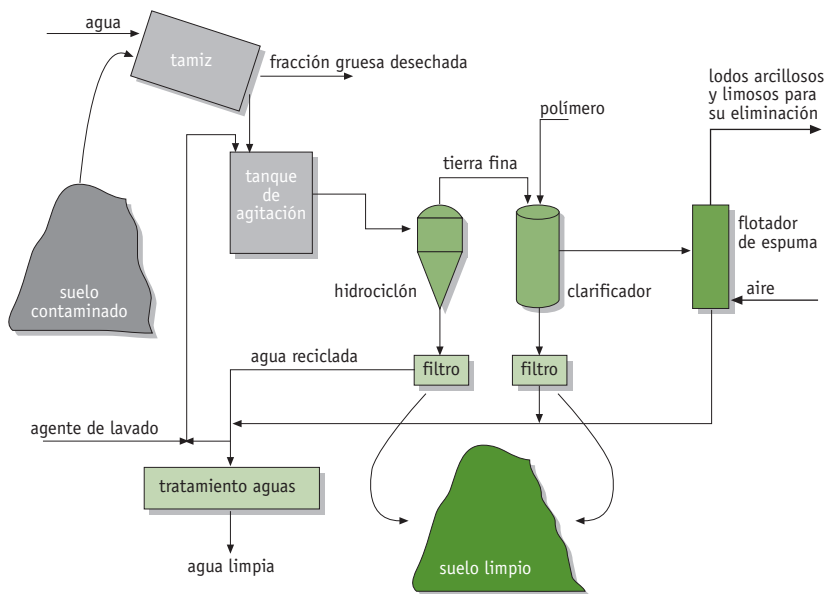 agua
tamiz
fracción gruesa desechada
lodos arcillosos
y limosos para
su eliminación
polímero
tierra fina
tanque
de
agitación
flotador
de espuma
suelo
contaminado
hidrociclón
clarificador
aire
agua reciclada
filtro
filtro
agente de lavado
tratamiento aguas
agua limpia
suelo limpio